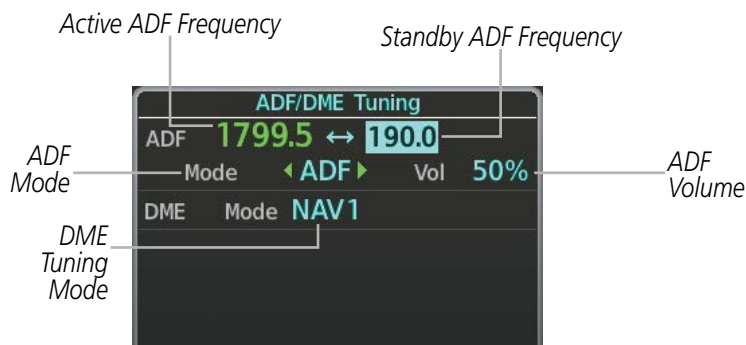 Active ADF Frequency
Standby ADF Frequency
ADF/DME Tuning
ADF 1799.5 ↔ 190.0
ADF
Mode
Mode ADF Vol 50%
ADF
Volume
DME Mode NAV1
DME
Tuning
Mode